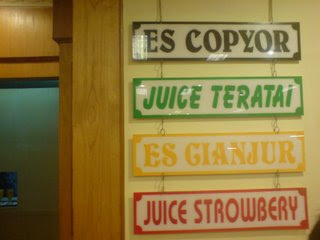 ES COPYOR
JUICE TERATAI
ES CIANJUR
JUICE STROWBERY